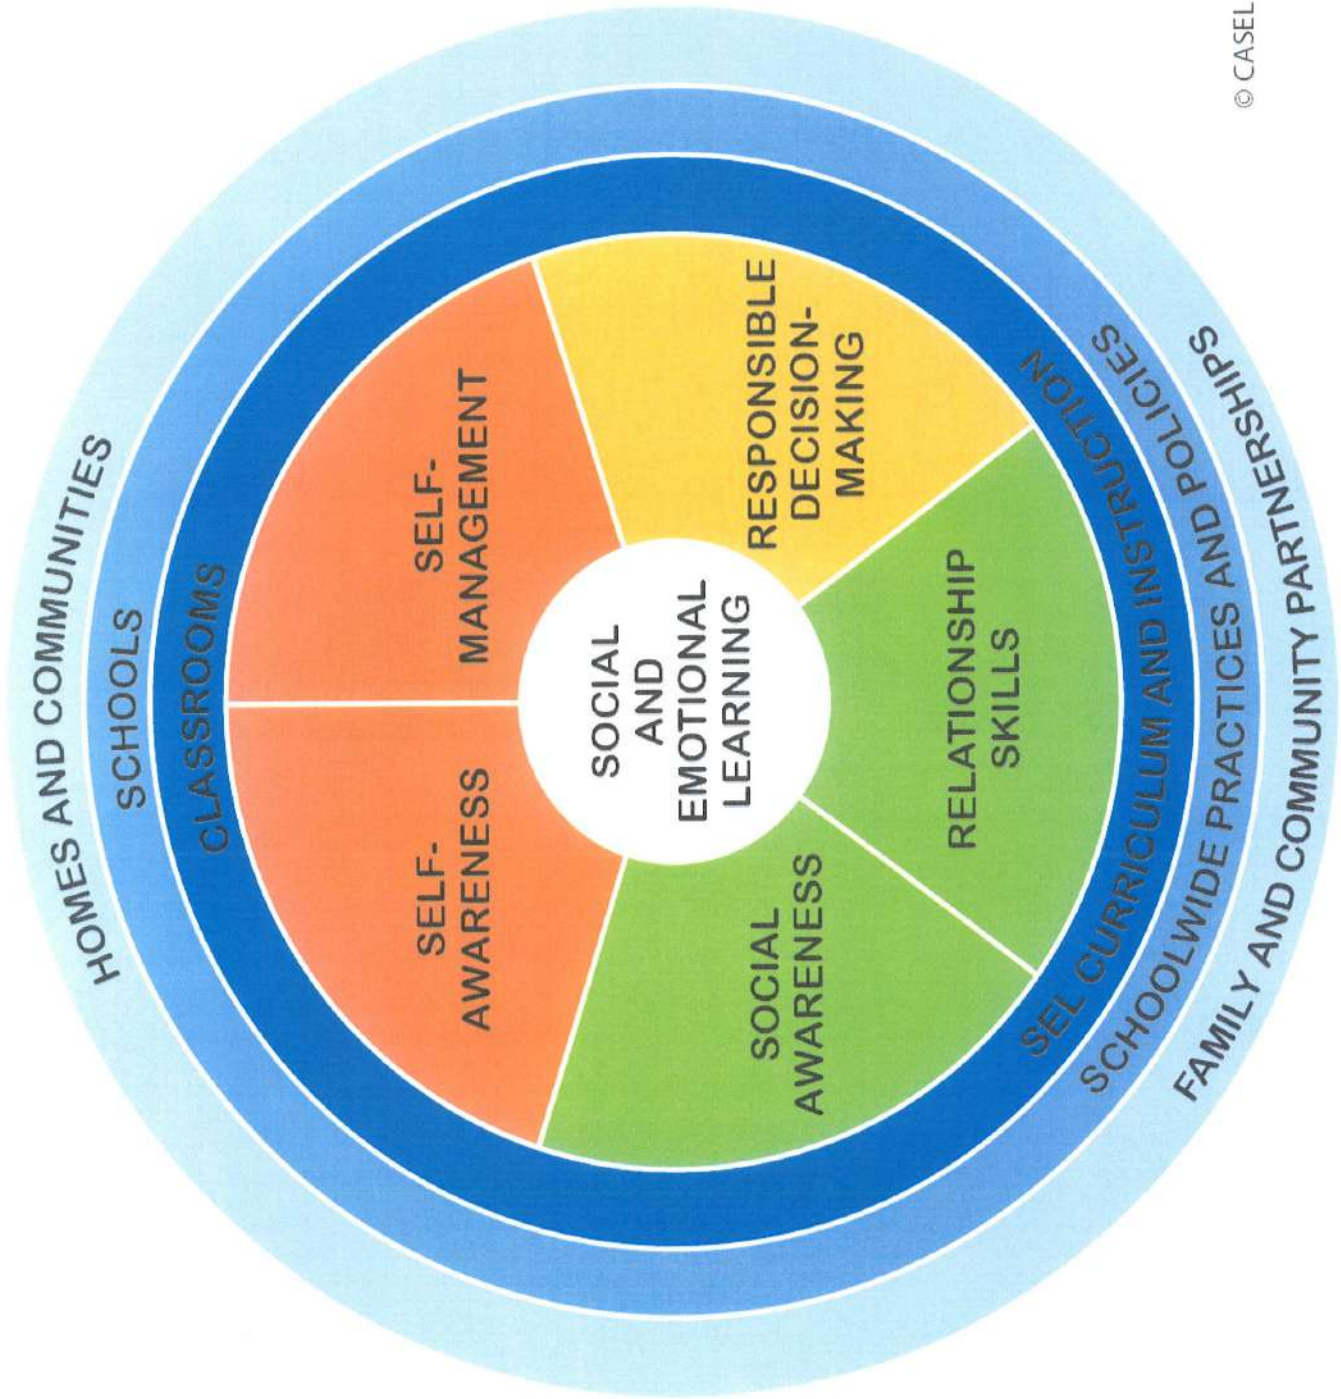 HOMES AND COMMUNITIES
SCHOOLS
CLASSROOMS
SELF-
AWARENESS
SELF-
MANAGEMENT
SOCIAL
AND
EMOTIONAL
LEARNING
SOCIAL
AWARENESS
RESPONSIBLE
DECISION-
MAKING
RELATIONSHIP
SKILLS
SEL CURRICULUM AND INSTRUCTION
SCHOOLWIDE PRACTICES AND POLICIES
FAMILY AND COMMUNITY PARTNERSHIPS
© CASEL